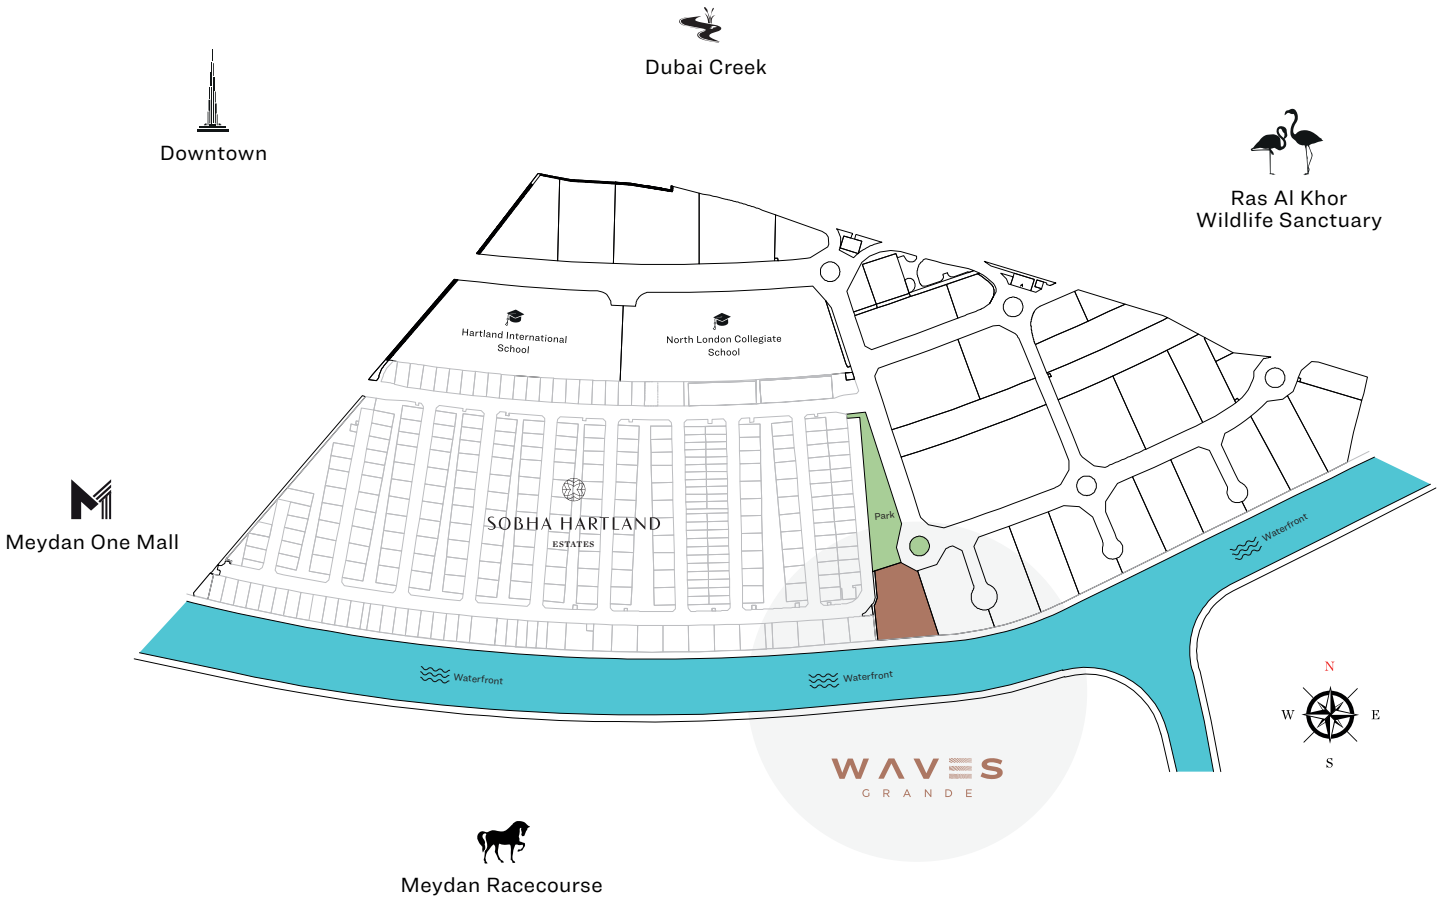 Dubai Creek
Downtown
Ras Al Khor
Wildlife Sanctuary
Hartland International
School
North London Collegiate
School
Meydan One Mall
SOBHA HARTLAND
ESTATES
Park
Waterfront
Waterfront
Waterfront
N
W
E
S
WAVES
GRANDE
Meydan Racecourse